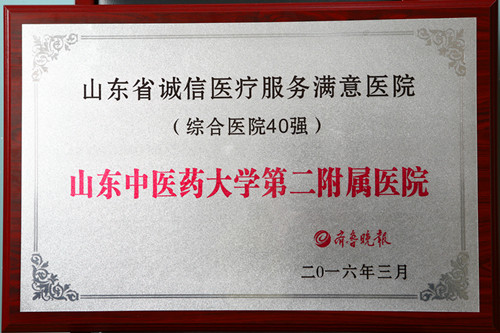 山东省诚信医疗服务满意医院
（综合医院40强）
山东中医药大学第二附属医院
齐鲁晚报
二〇一六年三月